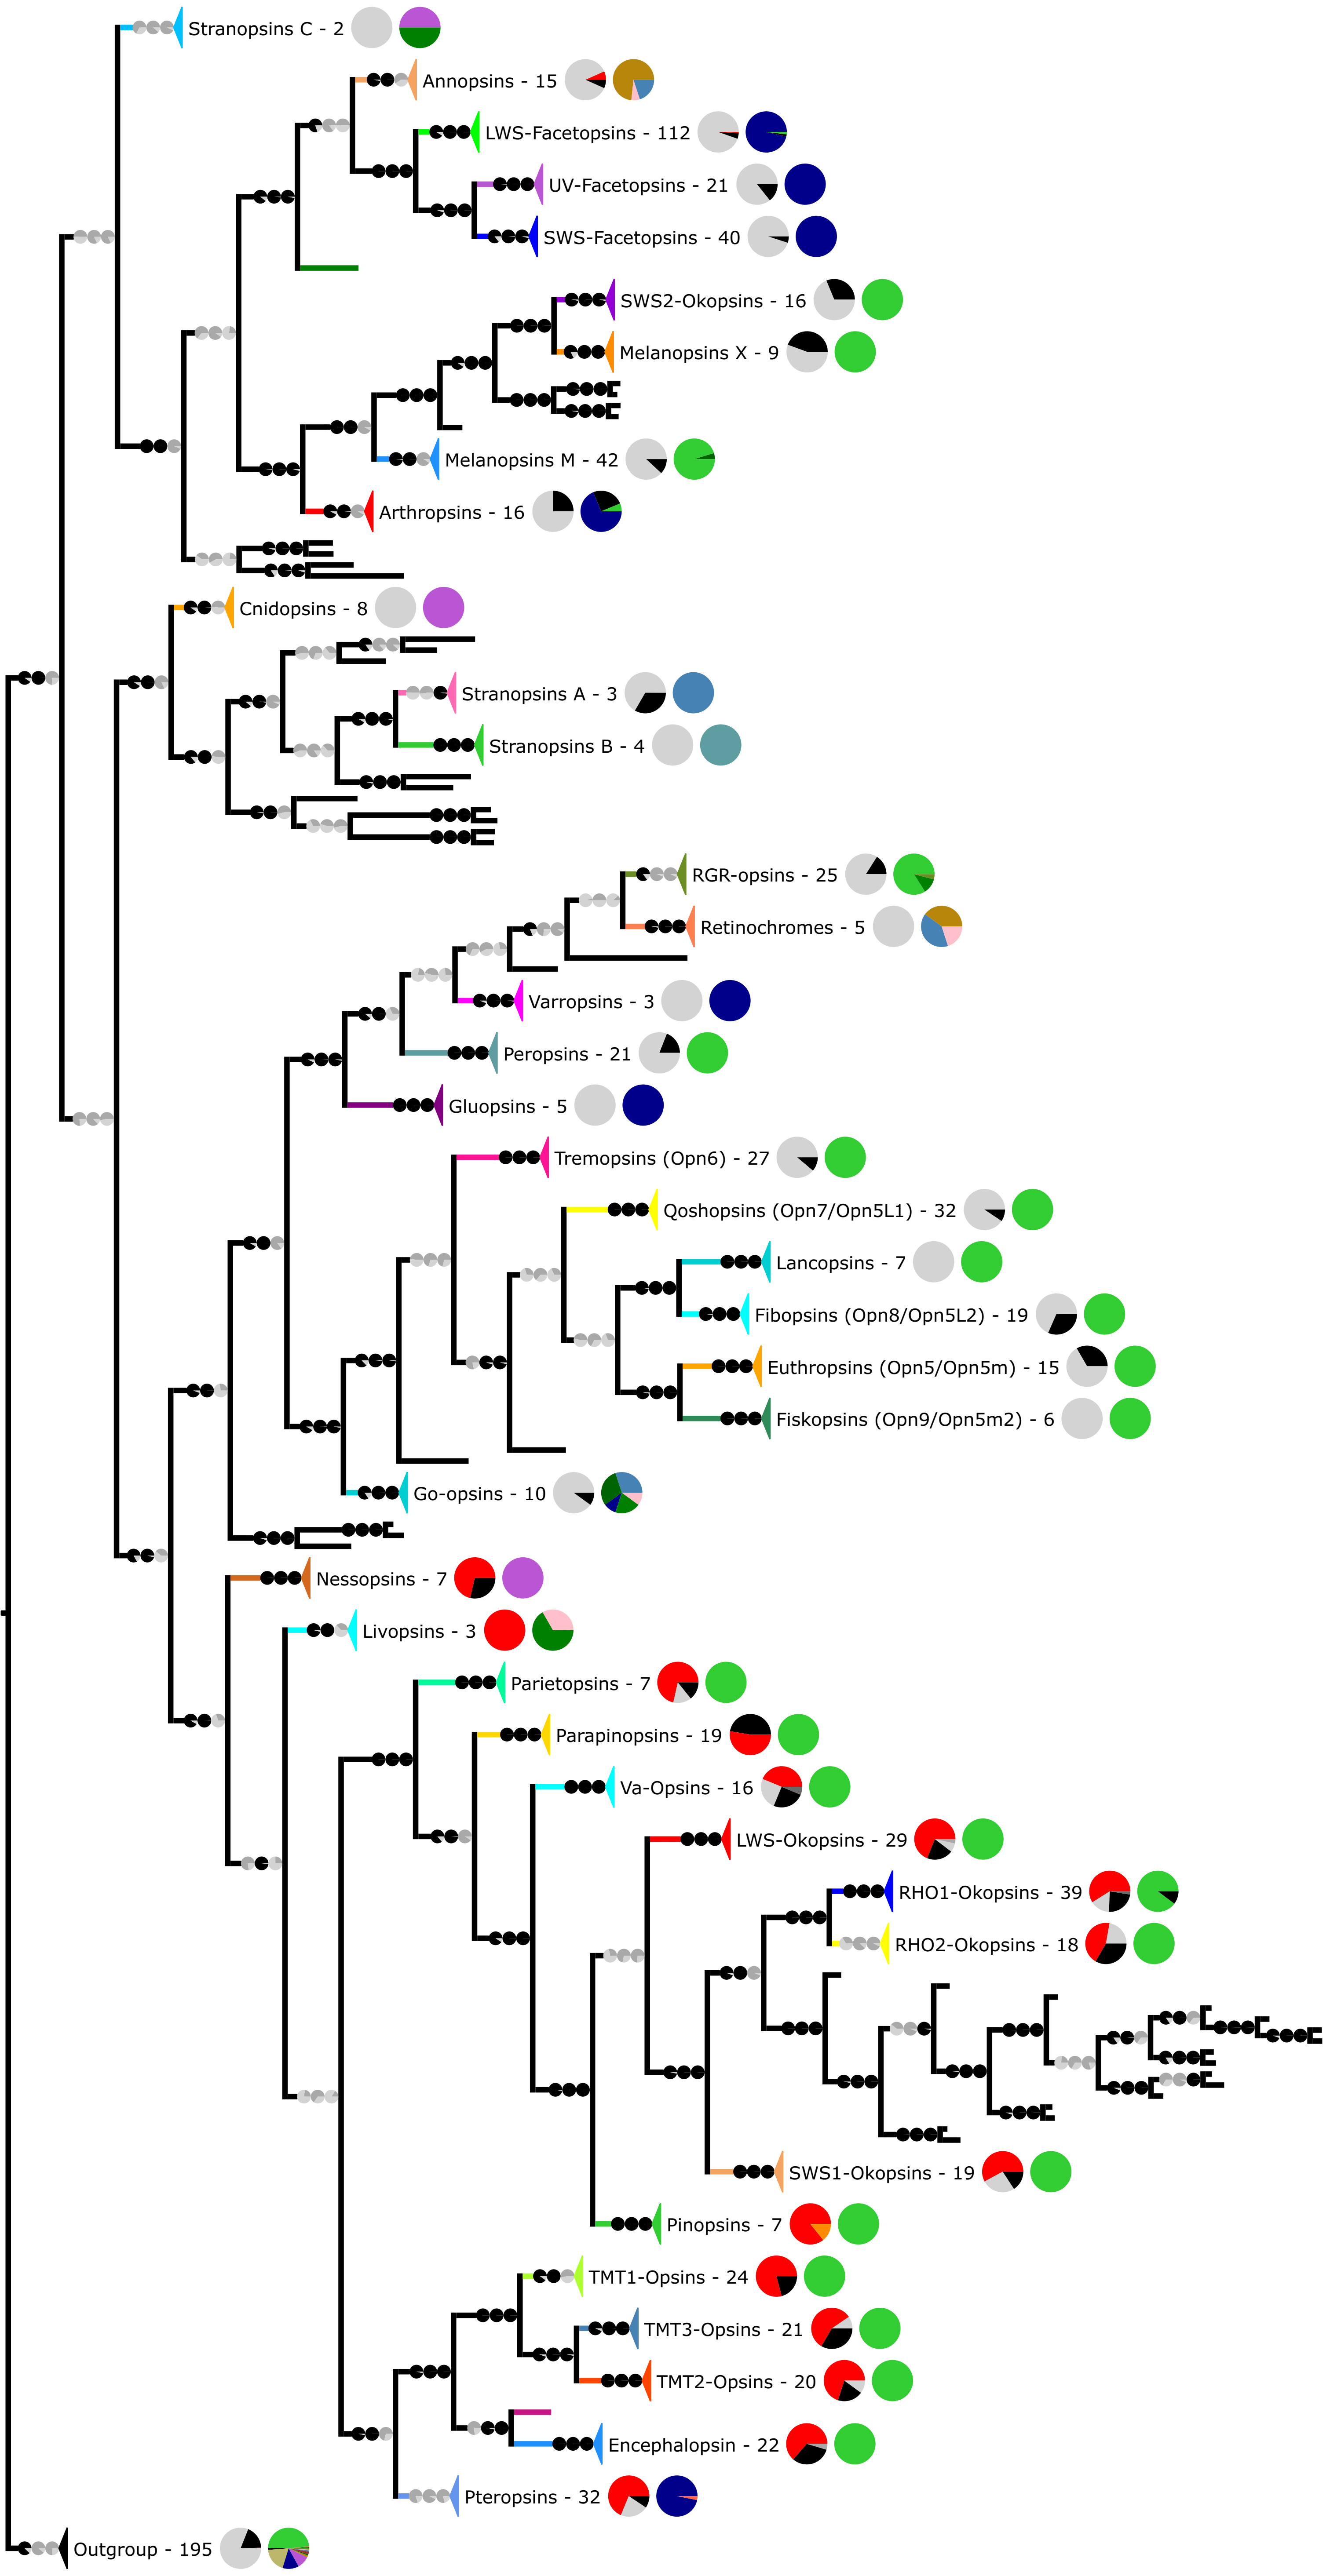 Stranopsins C - 2
Annopsins - 15
LWS-Facetopsins - 112
UV-Facetopsins - 21
SWS-Facetopsins - 40
SWS2-Okopsins - 16
Melanopsins X - 9
Melanopsins M - 42
Arthropsins - 16
Cnidopsins - 8
Stranopsins A - 3
Stranopsins B - 4
RGR-opsins - 25
Retinochromes - 5
Varropsins - 3
Peropsins - 21
Gluopsins - 5
Tremopsins (Opn6) - 27
Qoshopsins (Opn7/Opn5L1) - 32
Lancopsins - 7
Fibopsins (Opn8/Opn5L2) - 19
Euthropsins (Opn5/Opn5m) - 15
Fiskopsins (Opn9/Opn5m2) - 6
Go-opsins - 10
Nessopsins - 7
Livopsins - 3
Parietopsins - 7
Parapinopsins - 19
Va-Opsins - 16
LWS-Okopsins - 29
RHO1-Okopsins - 39
RHO2-Okopsins - 18
SWS1-Okopsins - 19
Pinopsins - 7
TMT1-Opsins - 24
TMT3-Opsins - 21
TMT2-Opsins - 20
Encephalopsin - 22
Pteropsins - 32
Outgroup - 195